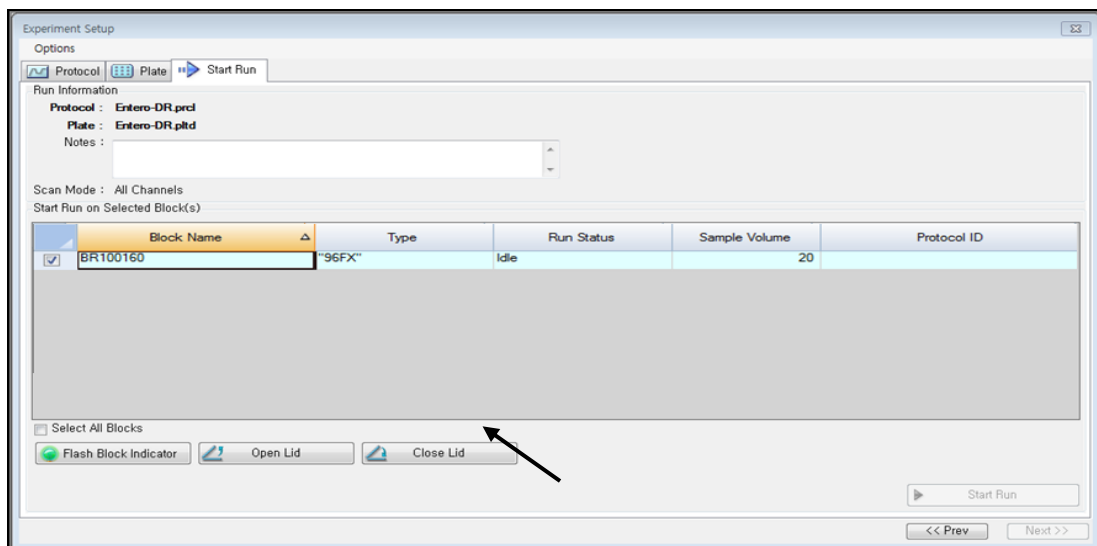 Experiment Setup
Options
Protocol Plate Start Run
Run Information
Protocol : Entero-DR.prcl
Plate : Entero-DR.pltd
Notes :
Scan Mode : All Channels
Start Run on Selected Block(s)
Block Name Type Run Status Sample Volume Protocol ID
BR100160 "96FX" Idle 20
Select All Blocks
Flash Block Indicator Open Lid Close Lid
Start Run
<< Prev Next >>